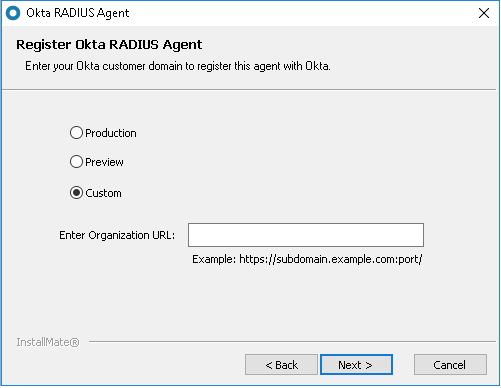 Okta RADIUS Agent
Register Okta RADIUS Agent
Enter your Okta customer domain to register this agent with Okta.
Production
Preview
Custom
Enter Organization URL:
Example: https://subdomain.example.com:port/
InstallMate®
< Back
Next >
Cancel